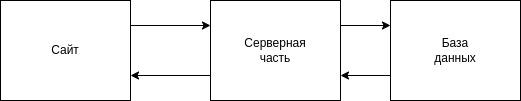 Сайт
Серверная
часть
База
данных